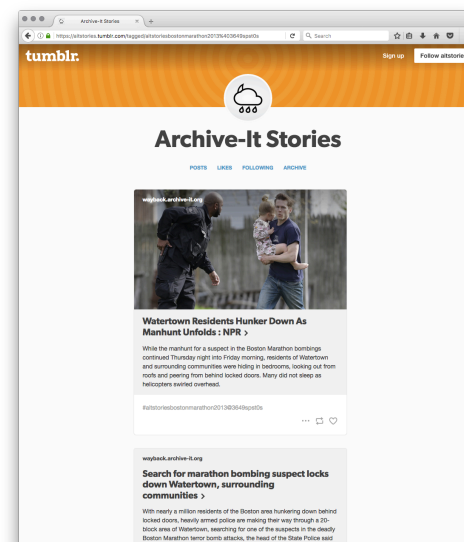 Archive-It Stories
https://aitstories.tumblr.com/tagged/aitstoriesbostonmarathon2013%403649spst0s
Search
tumblr.
Sign up
Follow aitstorie
Archive-It Stories
POSTS LIKES FOLLOWING ARCHIVE
wayback.archive-it.org
Watertown Residents Hunker Down As
Manhunt Unfolds : NPR >
While the manhunt for a suspect in the Boston Marathon bombings
continued Thursday night into Friday morning, residents of Watertown
and surrounding communities were hiding in bedrooms, looking out from
roofs and peering from behind locked doors. Many did not sleep as
helicopters swirled overhead.
#aitstoriesbostonmarathon2013@3649spst0s
wayback.archive-it.org
Search for marathon bombing suspect locks
down Watertown, surrounding
communities >
With nearly a million residents of the Boston area hunkering down behind
locked doors, heavily armed police are making their way through a 20-
block area of Watertown, searching for one of the suspects in the deadly
Boston Marathon terror bomb attacks, the head of the State Police said